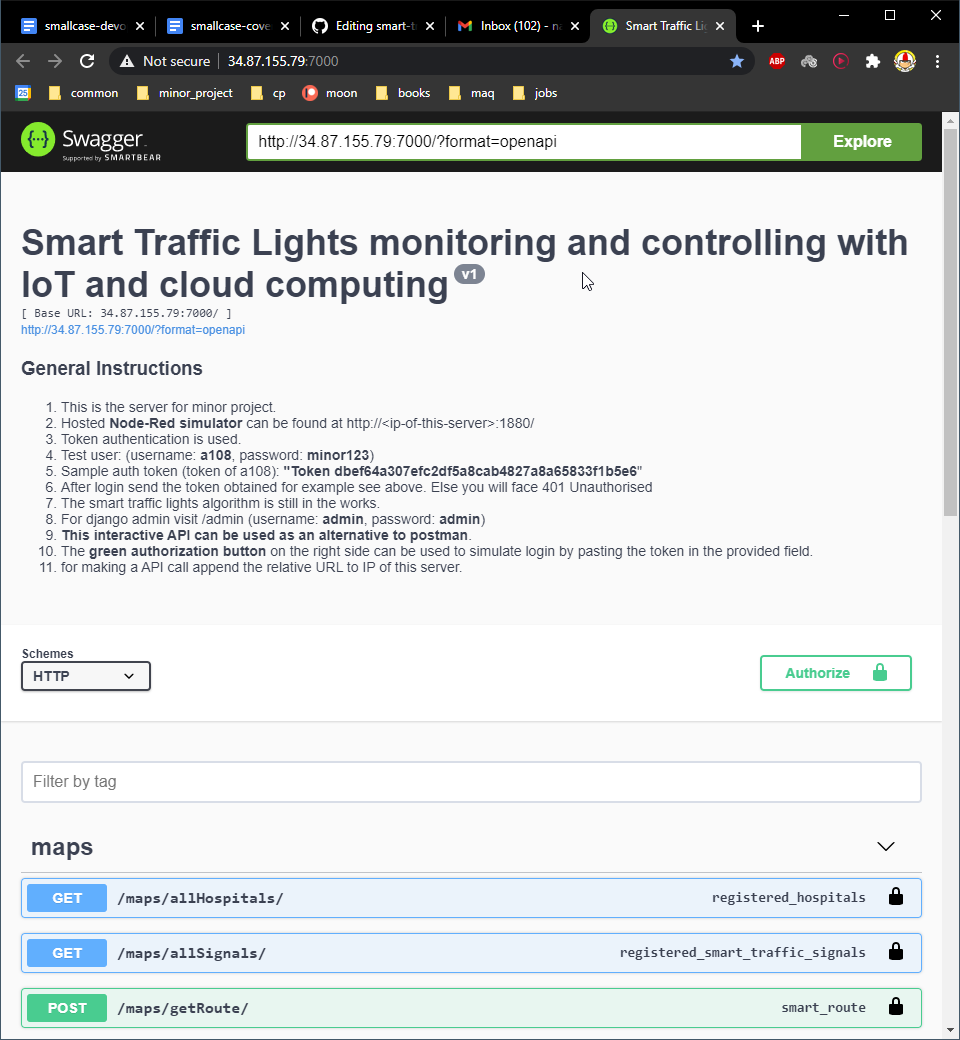 smallcase-devo
smallcase-cove
Editing smart-t
Inbox (102) - na
Smart Traffic Lig
Not secure
34.87.155.79:7000
ABP
25
common
minor_project
cp
moon
books
maq
jobs
Swagger
Supported by SMARTBEAR
http://34.87.155.79:7000/?format=openapi
Explore
Smart Traffic Lights monitoring and controlling with
IoT and cloud computing v1
[ Base URL: 34.87.155.79:7000/ ]
http://34.87.155.79:7000/?format=openapi
General Instructions
1. This is the server for minor project.
2. Hosted Node-Red simulator can be found at http://<ip-of-this-server>:1880/
3. Token authentication is used.
4. Test user: (username: a108, password: minor123)
5. Sample auth token (token of a108): "Token dbef64a307efc2df5a8cab4827a8a65833f1b5e6"
6. After login send the token obtained for example see above. Else you will face 401 Unauthorised
7. The smart traffic lights algorithm is still in the works.
8. For django admin visit /admin (username: admin, password: admin)
9. This interactive API can be used as an alternative to postman.
10. The green authorization button on the right side can be used to simulate login by pasting the token in the provided field.
11. for making a API call append the relative URL to IP of this server.
Schemes
HTTP
Authorize
Filter by tag
maps
GET /maps/allHospitals/ registered_hospitals
GET /maps/allSignals/ registered_smart_traffic_signals
POST /maps/getRoute/ smart_route